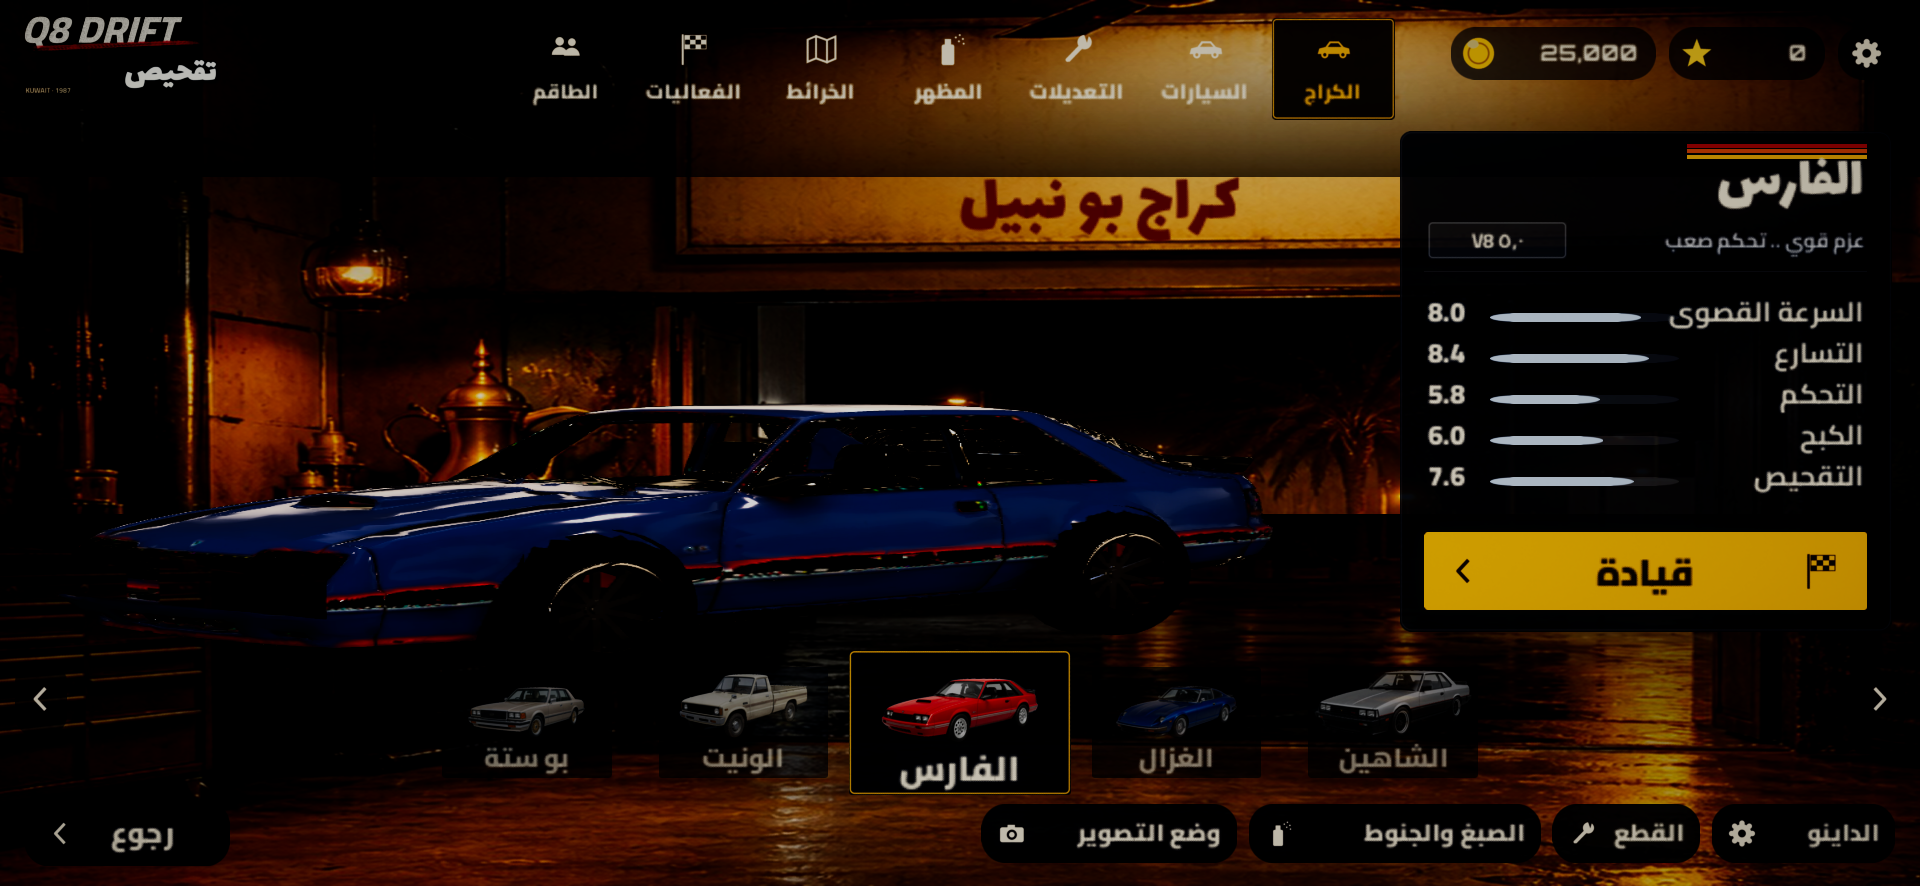 Q8 DRIFT
تقحيص
KUWAIT · 1987
الكراج
السيارات
التعديلات
المظهر
الخرائط
الفعاليات
الطاقم
25,000
0
كراج بو نبيل
الفارس
عزم قوي .. تحكم صعب
V8 5,0
السرعة القصوى 8.0
التسارع 8.4
التحكم 5.8
الكبح 6.0
التقحيص 7.6
قيادة
الشاهين
الغزال
الفارس
الونيت
بو ستة
الداينو
القطع
الصبغ والجنوط
وضع التصوير
رجوع